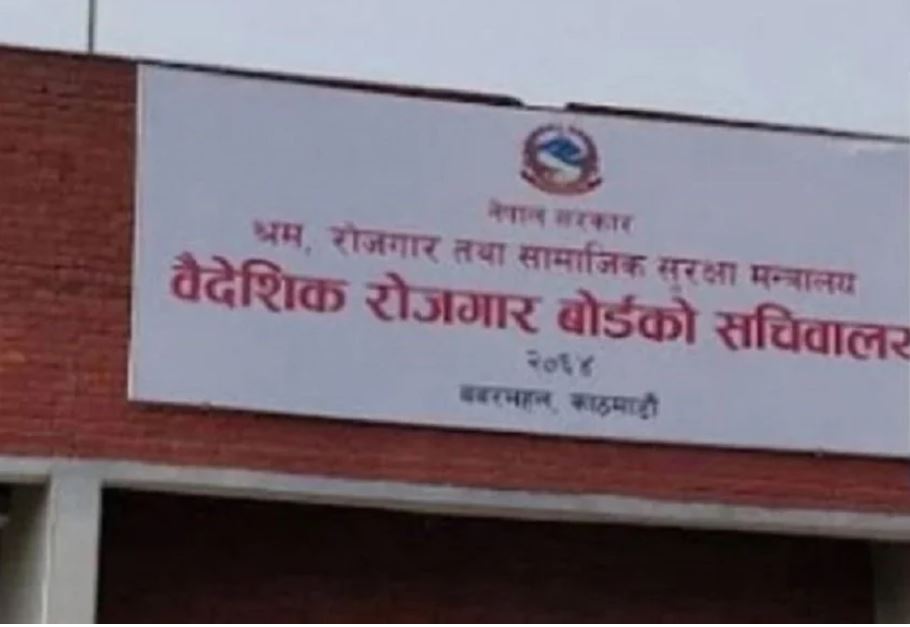 नेपाल सरकार
श्रम, रोजगार तथा सामाजिक सुरक्षा मन्त्रालय
वैदेशिक रोजगार बोर्डको सचिवालय
२०६४
बबरमहल, काठमाडौं